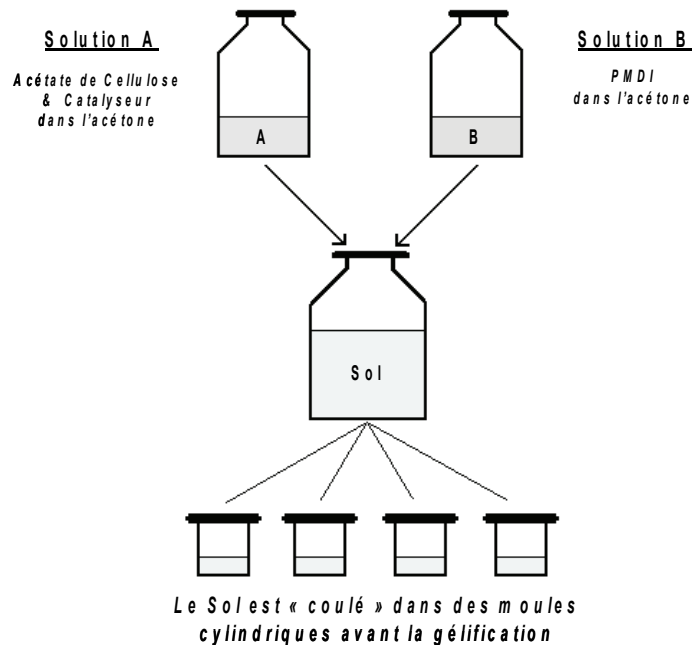 Solution A
Acétate de Cellulose
& Catalyseur
dans l'acétone
Solution B
PMDI
dans l'acétone
A
B
Sol
Le Sol est « coulé » dans des moules
cylindriques avant la gélification